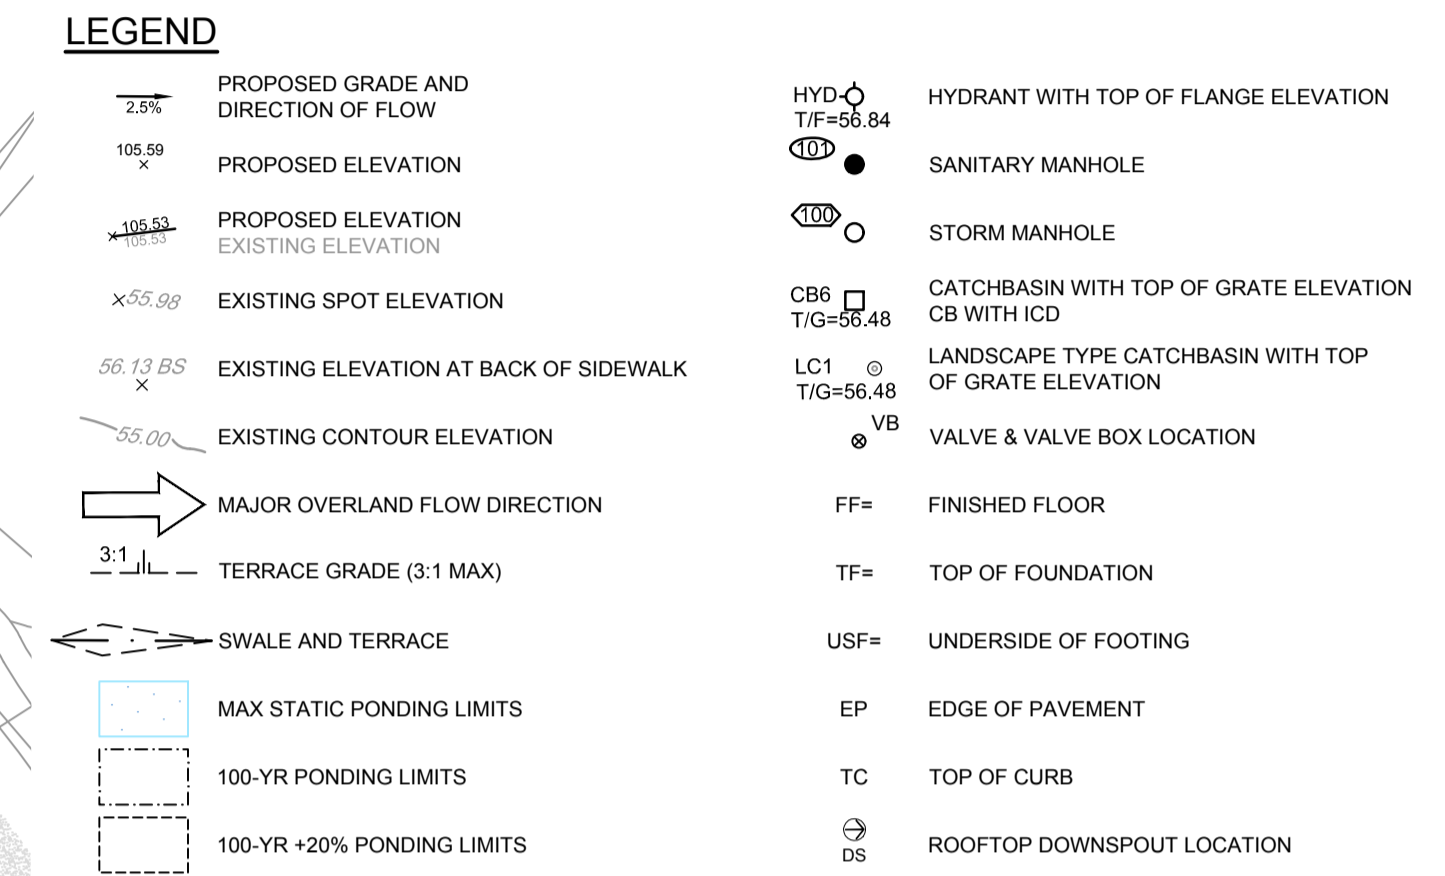 LEGEND
2.5%
PROPOSED GRADE AND
DIRECTION OF FLOW
105.59
PROPOSED ELEVATION
105.53
105.53
PROPOSED ELEVATION
EXISTING ELEVATION
55.98
EXISTING SPOT ELEVATION
56.13 BS
EXISTING ELEVATION AT BACK OF SIDEWALK
55.00
EXISTING CONTOUR ELEVATION
MAJOR OVERLAND FLOW DIRECTION
3:1
TERRACE GRADE (3:1 MAX)
SWALE AND TERRACE
MAX STATIC PONDING LIMITS
100-YR PONDING LIMITS
100-YR +20% PONDING LIMITS
HYD
T/F=56.84
HYDRANT WITH TOP OF FLANGE ELEVATION
101
SANITARY MANHOLE
100
STORM MANHOLE
CB6
T/G=56.48
CATCHBASIN WITH TOP OF GRATE ELEVATION
CB WITH ICD
LC1
T/G=56.48
LANDSCAPE TYPE CATCHBASIN WITH TOP
OF GRATE ELEVATION
VB
VALVE & VALVE BOX LOCATION
FF= FINISHED FLOOR
TF= TOP OF FOUNDATION
USF= UNDERSIDE OF FOOTING
EP EDGE OF PAVEMENT
TC TOP OF CURB
DS
ROOFTOP DOWNSPOUT LOCATION